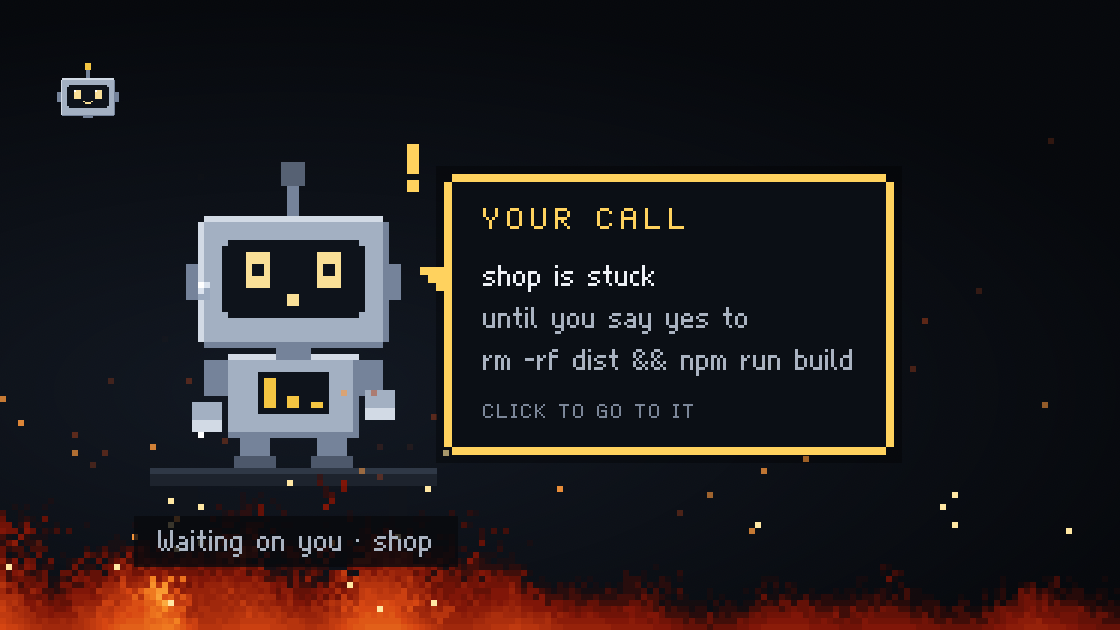 !
YOUR CALL
shop is stuck
until you say yes to
rm -rf dist && npm run build
CLICK TO GO TO IT
Waiting on you · shop